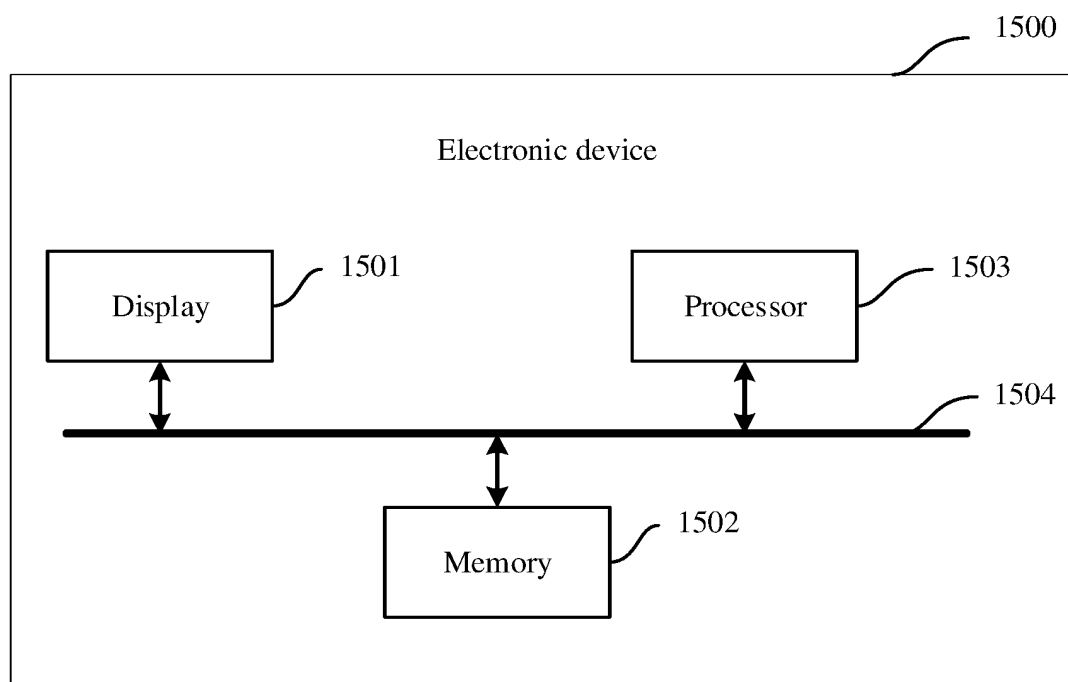 1500
Electronic device
1501
1503
Display
Processor
1504
1502
Memory